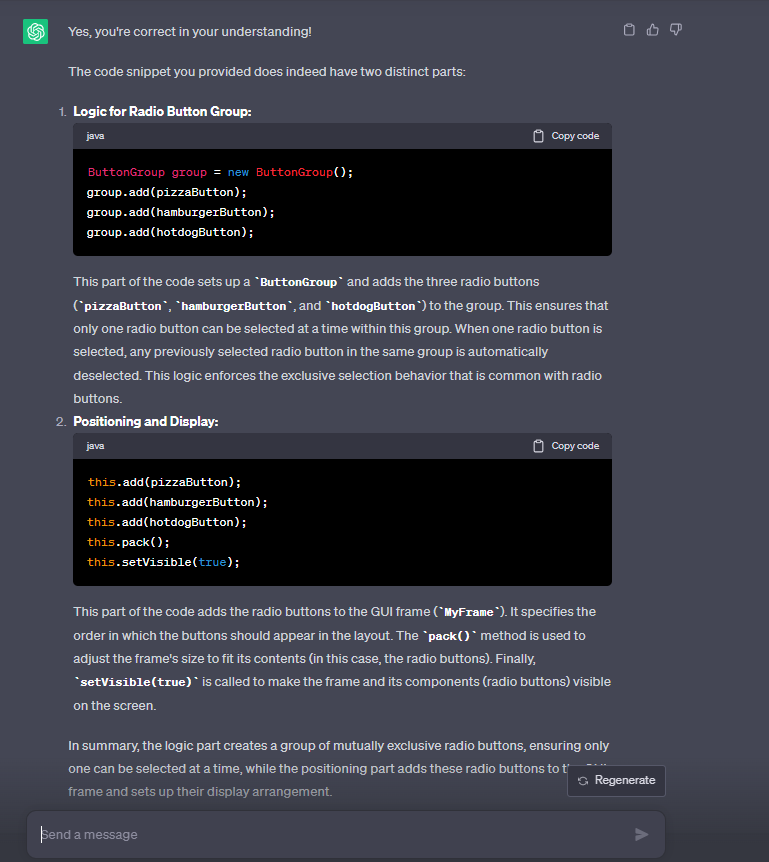 Yes, you're correct in your understanding!
The code snippet you provided does indeed have two distinct parts:
1. Logic for Radio Button Group:
java
Copy code
ButtonGroup group = new ButtonGroup();
group.add(pizzaButton);
group.add(hamburgerButton);
group.add(hotdogButton);
This part of the code sets up a `ButtonGroup` and adds the three radio buttons
(`pizzaButton`, `hamburgerButton`, and `hotdogButton`) to the group. This ensures that
only one radio button can be selected at a time within this group. When one radio button is
selected, any previously selected radio button in the same group is automatically
deselected. This logic enforces the exclusive selection behavior that is common with radio
buttons.
2. Positioning and Display:
java
Copy code
this.add(pizzaButton);
this.add(hamburgerButton);
this.add(hotdogButton);
this.pack();
this.setVisible(true);
This part of the code adds the radio buttons to the GUI frame (`MyFrame`). It specifies the
order in which the buttons should appear in the layout. The `pack()` method is used to
adjust the frame's size to fit its contents (in this case, the radio buttons). Finally,
`setVisible(true)` is called to make the frame and its components (radio buttons) visible
on the screen.
In summary, the logic part creates a group of mutually exclusive radio buttons, ensuring only
one can be selected at a time, while the positioning part adds these radio buttons to
frame and sets up their display arrangement.
Regenerate
Send a message